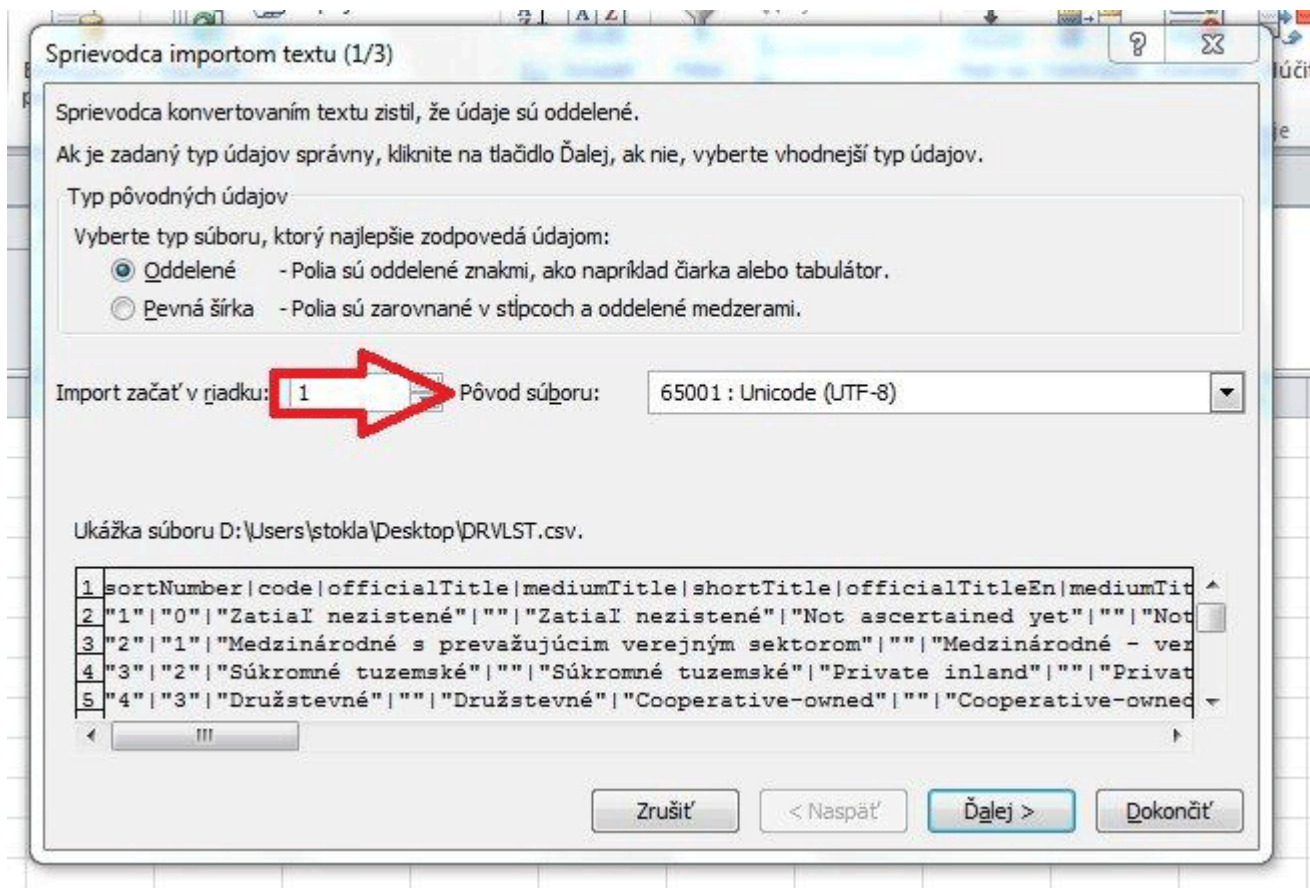 A Z
Sprievodca importom textu (1/3)
lúčiť
je
Sprievodca konvertovaním textu zistil, že údaje sú oddelené.
Ak je zadaný typ údajov správny, kliknite na tlačidlo Ďalej, ak nie, vyberte vhodnejší typ údajov.
Typ pôvodných údajov
Vyberte typ súboru, ktorý najlepšie zodpovedá údajom:
Oddelené - Polia sú oddelené znakmi, ako napríklad čiarka alebo tabulátor.
Pevná šírka - Polia sú zarovnané v stĺpcoch a oddelené medzerami.
Import začať v riadku: 1 Pôvod súboru: 65001 : Unicode (UTF-8)
Ukážka súboru D:\Users\stokla\Desktop\DRVLST.csv.
1 sortNumber|code|officialTitle|mediumTitle|shortTitle|officialTitleEn|mediumTit
2 "1"|"0"|"Zatiaľ nezistené"|""|"Zatiaľ nezistené"|"Not ascertained yet"|""|"Not
3 "2"|"1"|"Medzinárodné s prevažujúcim verejným sektorom"|""|"Medzinárodné - ver
4 "3"|"2"|"Súkromné tuzemské"|""|"Súkromné tuzemské"|"Private inland"|""|"Privat
5 "4"|"3"|"Družstevné"|""|"Družstevné"|"Cooperative-owned"|""|"Cooperative-owned
Zrušiť < Naspäť Ďalej > Dokončiť